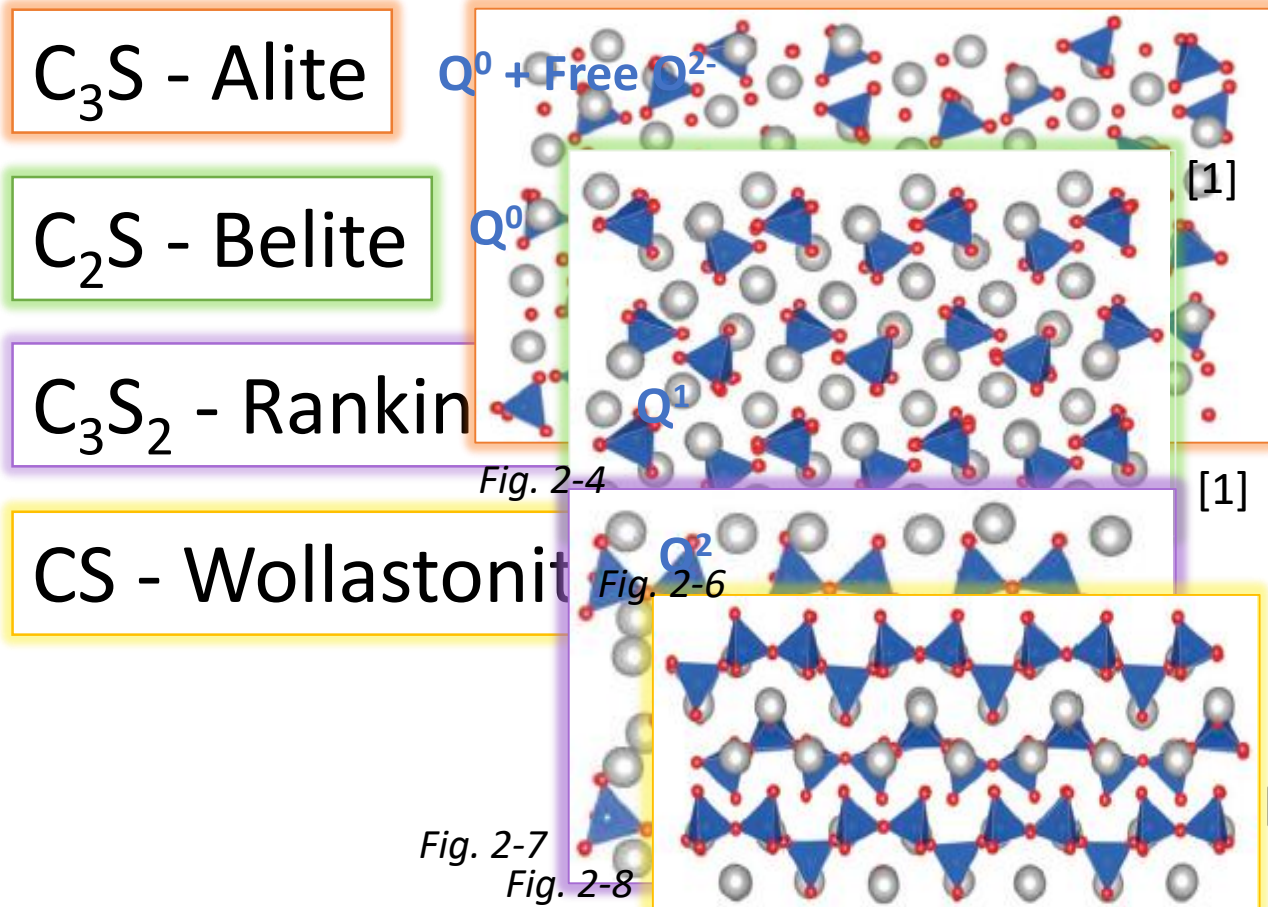 C₃S - Alite
Q⁰ + Free O²⁻
[1]
C₂S - Belite
Q⁰
C₃S₂ - Rankin
Q¹
Fig. 2-4
[1]
CS - Wollastonit
Q²
Fig. 2-6
Fig. 2-7
Fig. 2-8